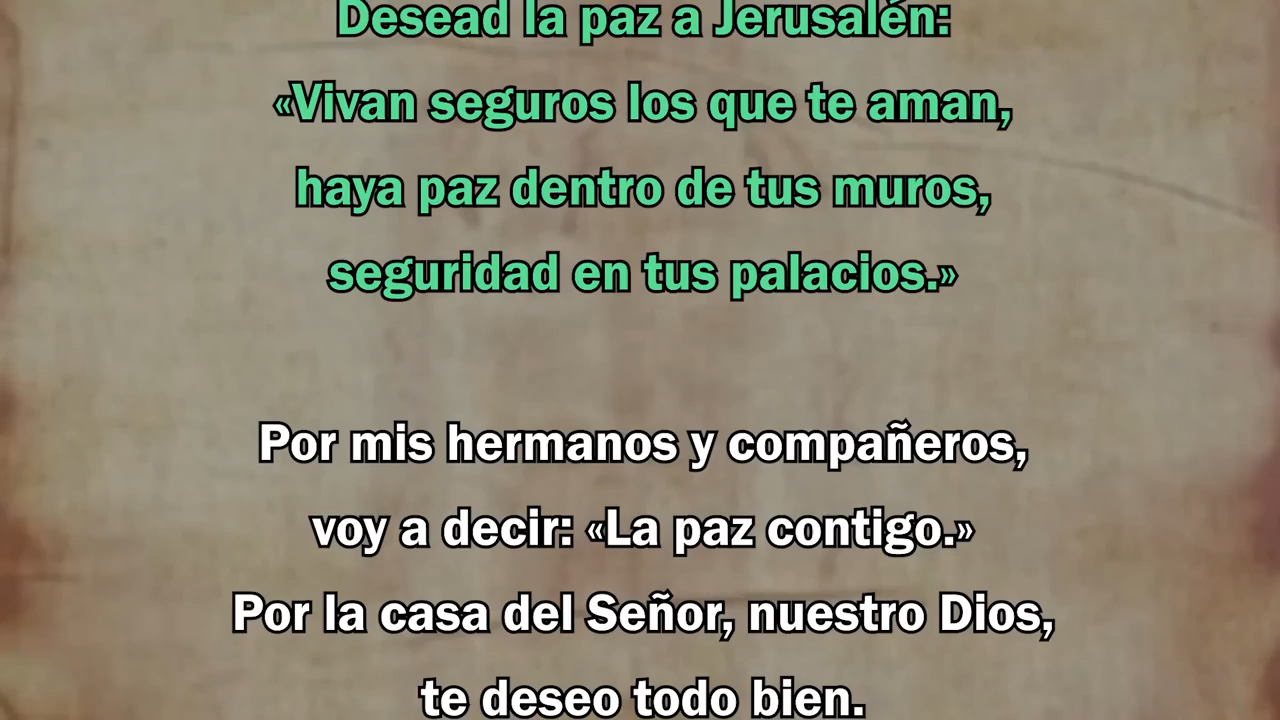 Desead la paz a Jerusalén:
«Vivan seguros los que te aman,
haya paz dentro de tus muros,
seguridad en tus palacios.»
Por mis hermanos y compañeros,
voy a decir: «La paz contigo.»
Por la casa del Señor, nuestro Dios,
te deseo todo bien.